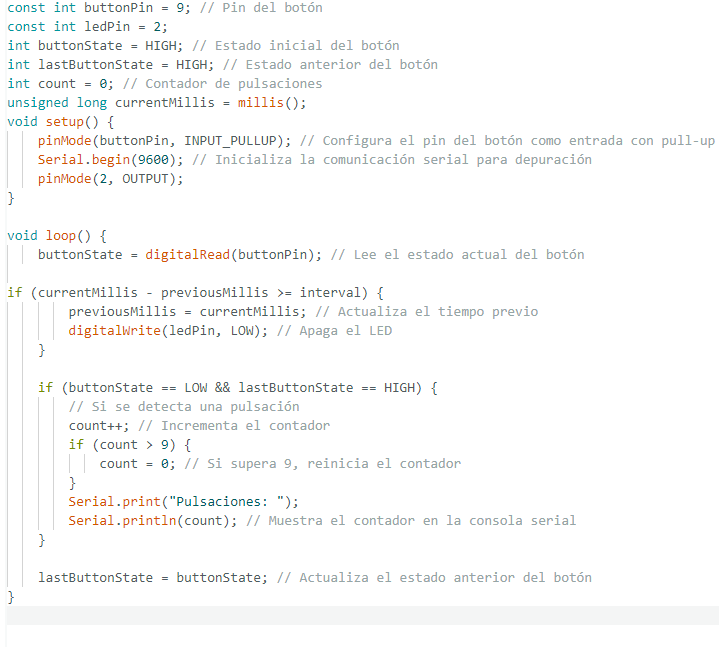 const int buttonPin = 9; // Pin del botón
const int ledPin = 2;
int buttonState = HIGH; // Estado inicial del botón
int lastButtonState = HIGH; // Estado anterior del botón
int count = 0; // Contador de pulsaciones
unsigned long currentMillis = millis();
void setup() {
    pinMode(buttonPin, INPUT_PULLUP); // Configura el pin del botón como entrada con pull-up
    Serial.begin(9600); // Inicializa la comunicación serial para depuración
    pinMode(2, OUTPUT);
}

void loop() {
    buttonState = digitalRead(buttonPin); // Lee el estado actual del botón

if (currentMillis - previousMillis >= interval) {
        previousMillis = currentMillis; // Actualiza el tiempo previo
        digitalWrite(ledPin, LOW); // Apaga el LED
    }

    if (buttonState == LOW && lastButtonState == HIGH) {
        // Si se detecta una pulsación
        count++; // Incrementa el contador
        if (count > 9) {
            count = 0; // Si supera 9, reinicia el contador
        }
        Serial.print("Pulsaciones: ");
        Serial.println(count); // Muestra el contador en la consola serial
    }

    lastButtonState = buttonState; // Actualiza el estado anterior del botón
}